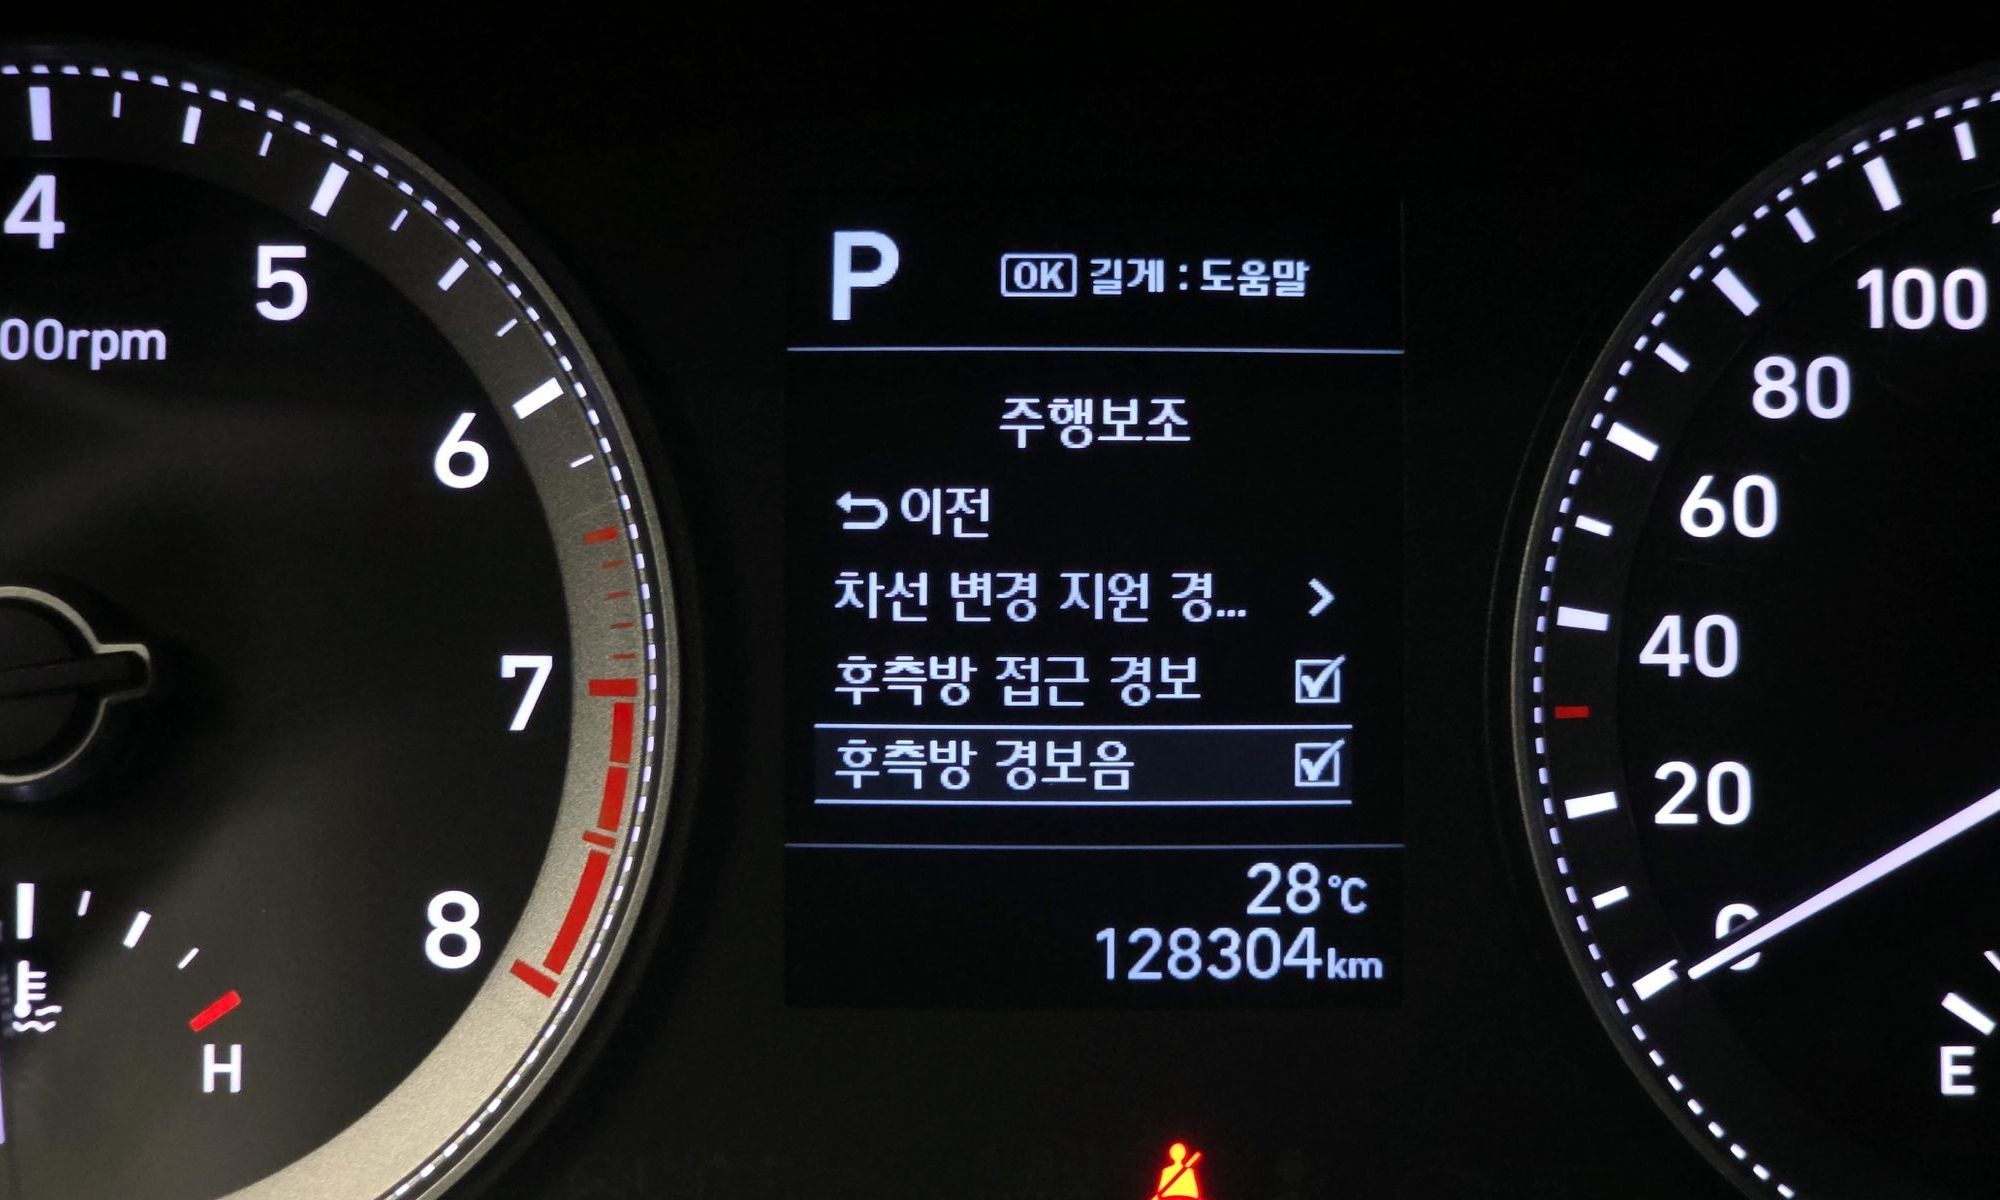 4
5
00rpm
6
7
8
H
P OK 길게 : 도움말
주행보조
이전
차선 변경 지원 경...
후측방 접근 경보
후측방 경보음
28℃
128304km
100
80
60
40
20
0
E